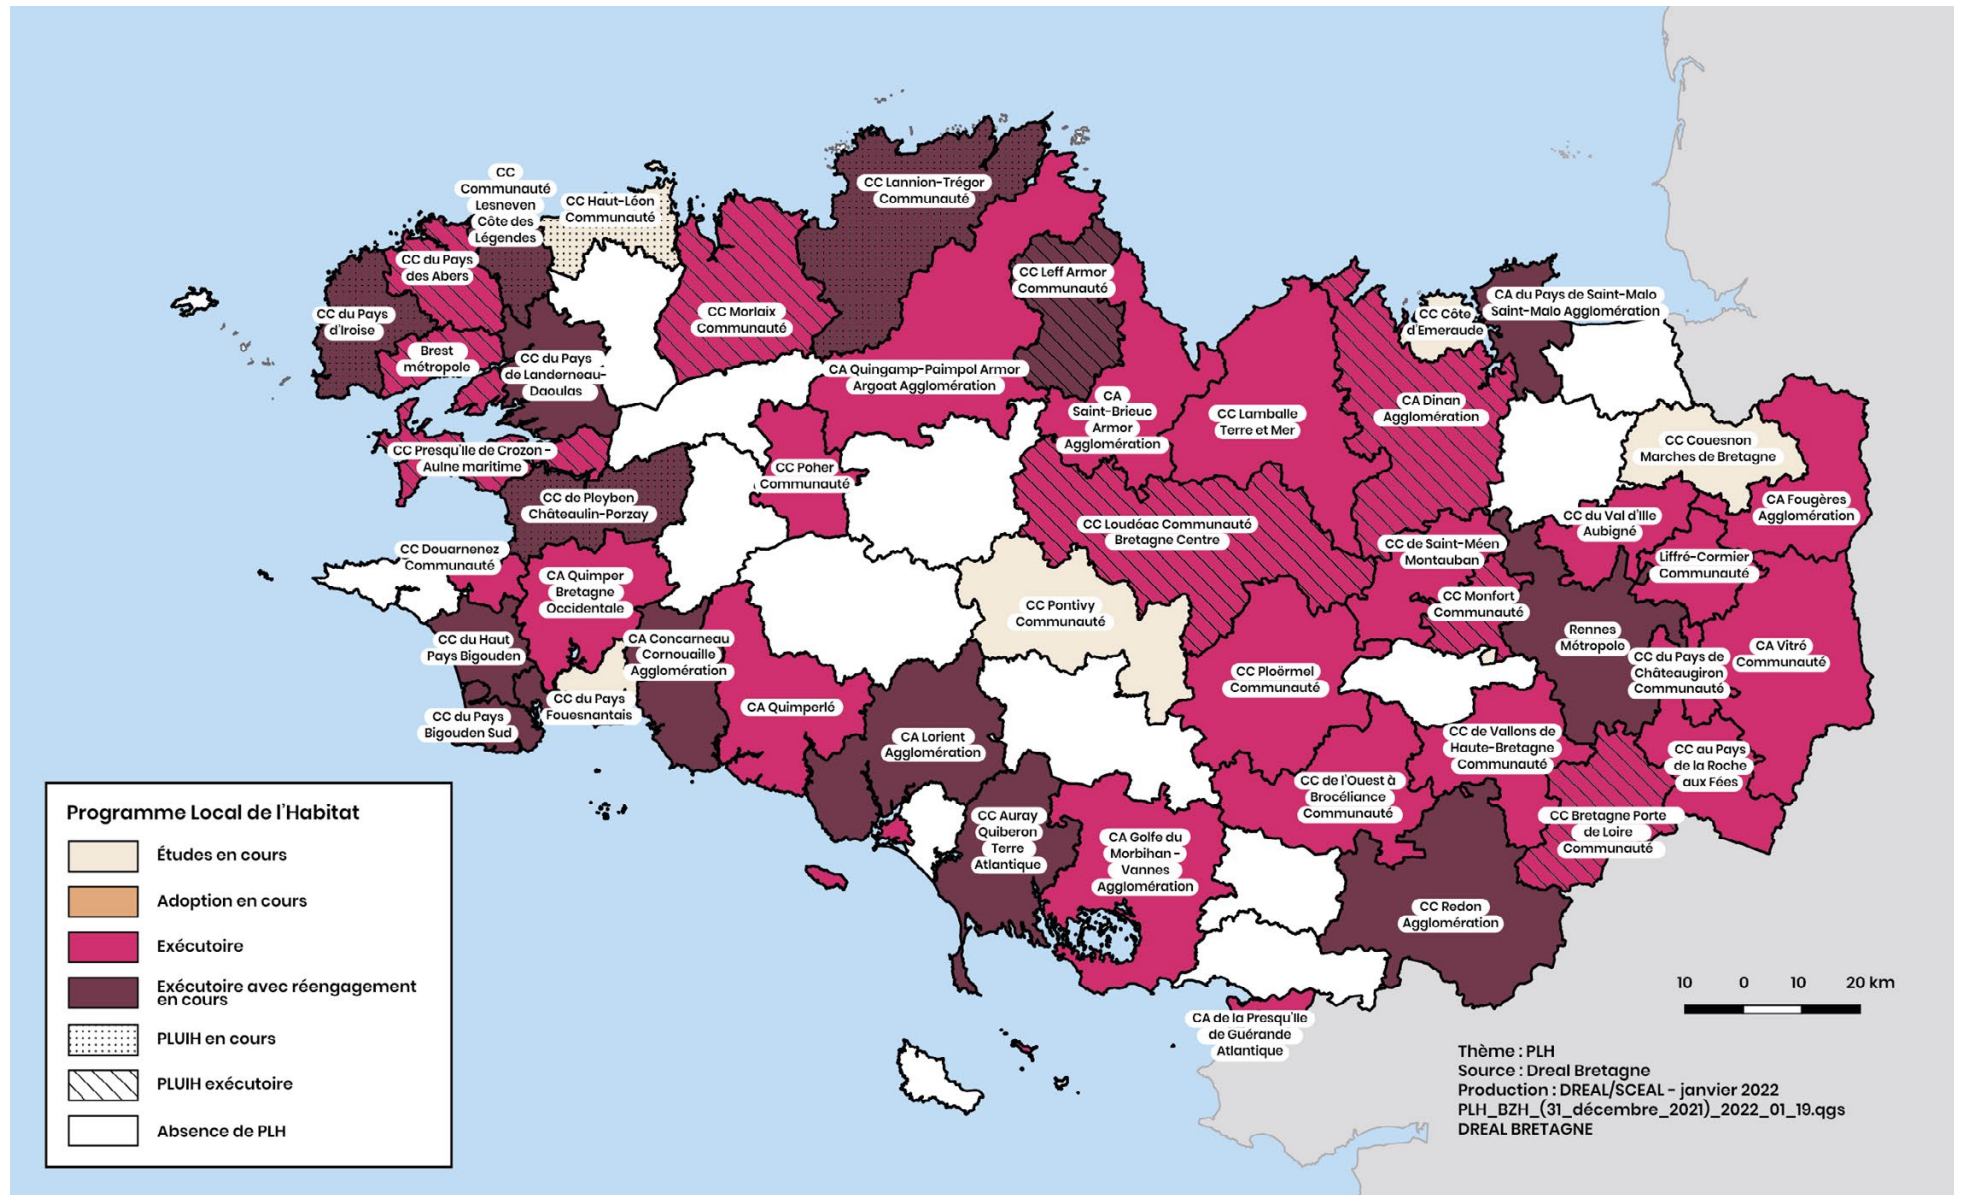 CC
Communauté
Lesneven
Côte des
Légendes
CC Haut-Léon
Communauté
CC Lannion-Trégor
Communauté
CC du Pays
des Abers
CC du Pays
d'Iroise
CC Morlaix
Communauté
CC Leff Armor
Communauté
Brest
métropole
CC du Pays
de Landerneau-
Daoulas
CA Quingamp-Paimpol Armor
Argoat Agglomération
CA
Saint-Brieuc
Armor
Agglomération
CC Lamballe
Terre et Mer
CA Dinan
Agglomération
CC Côte
d'Emeraude
CA du Pays de Saint-Malo
Saint-Malo Agglomération
CC Couesnon
Marches de Bretagne
CA Fougères
Agglomération
CC Presqu'Ile de Crozon -
Aulne maritime
CC Poher
Communauté
CC de Pleyben
Châteaulin-Porzay
CC Loudéac Communauté
Bretagne Centre
CC du Val d'Ille
Aubigné
CC de Saint-Méen
Montauban
Liffré-Cormier
Communauté
CC Douarnenez
Communauté
CA Quimper
Bretagne
Occidentale
CC Pontivy
Communauté
CC Monfort
Communauté
Rennes
Métropole
CA Vitré
Communauté
CC du Haut
Pays Bigouden
CA Concarneau
Cornouaille
Agglomération
CC Ploërmel
Communauté
CC du Pays de
Châteaugiron
Communauté
CC du Pays
Fouesnantais
CC du Pays
Bigouden Sud
CA Quimperlé
CA Lorient
Agglomération
CC de Vallons de
Haute-Bretagne
Communauté
CC au Pays
de la Roche
aux Fées
CC de l'Ouest à
Brocéliance
Communauté
CC Auray
Quiberon
Terre
Atlantique
CA Golfe du
Morbihan -
Vannes
Agglomération
CC Bretagne Porte
de Loire
Communauté
CC Redon
Agglomération
CA de la Presqu'Ile
de Guérande
Atlantique
Programme Local de l'Habitat
Études en cours
Adoption en cours
Exécutoire
Exécutoire avec réengagement
en cours
PLUIH en cours
PLUIH exécutoire
Absence de PLH
10 0 10 20 km
Thème : PLH
Source : Dreal Bretagne
Production : DREAL/SCEAL - janvier 2022
PLH_BZH_(31_décembre_2021)_2022_01_19.qgs
DREAL BRETAGNE